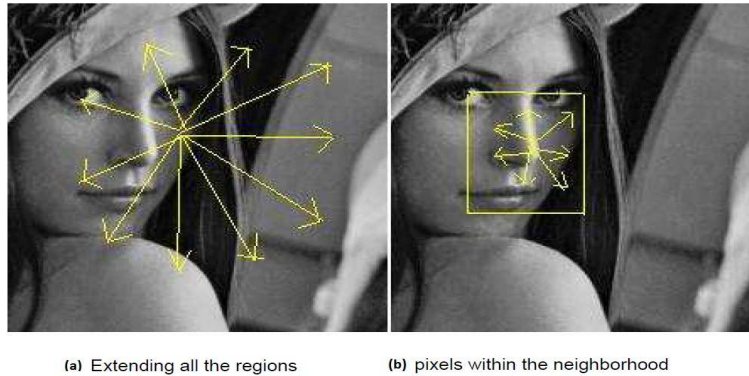 (a) Extending all the regions
(b) pixels within the neighborhood